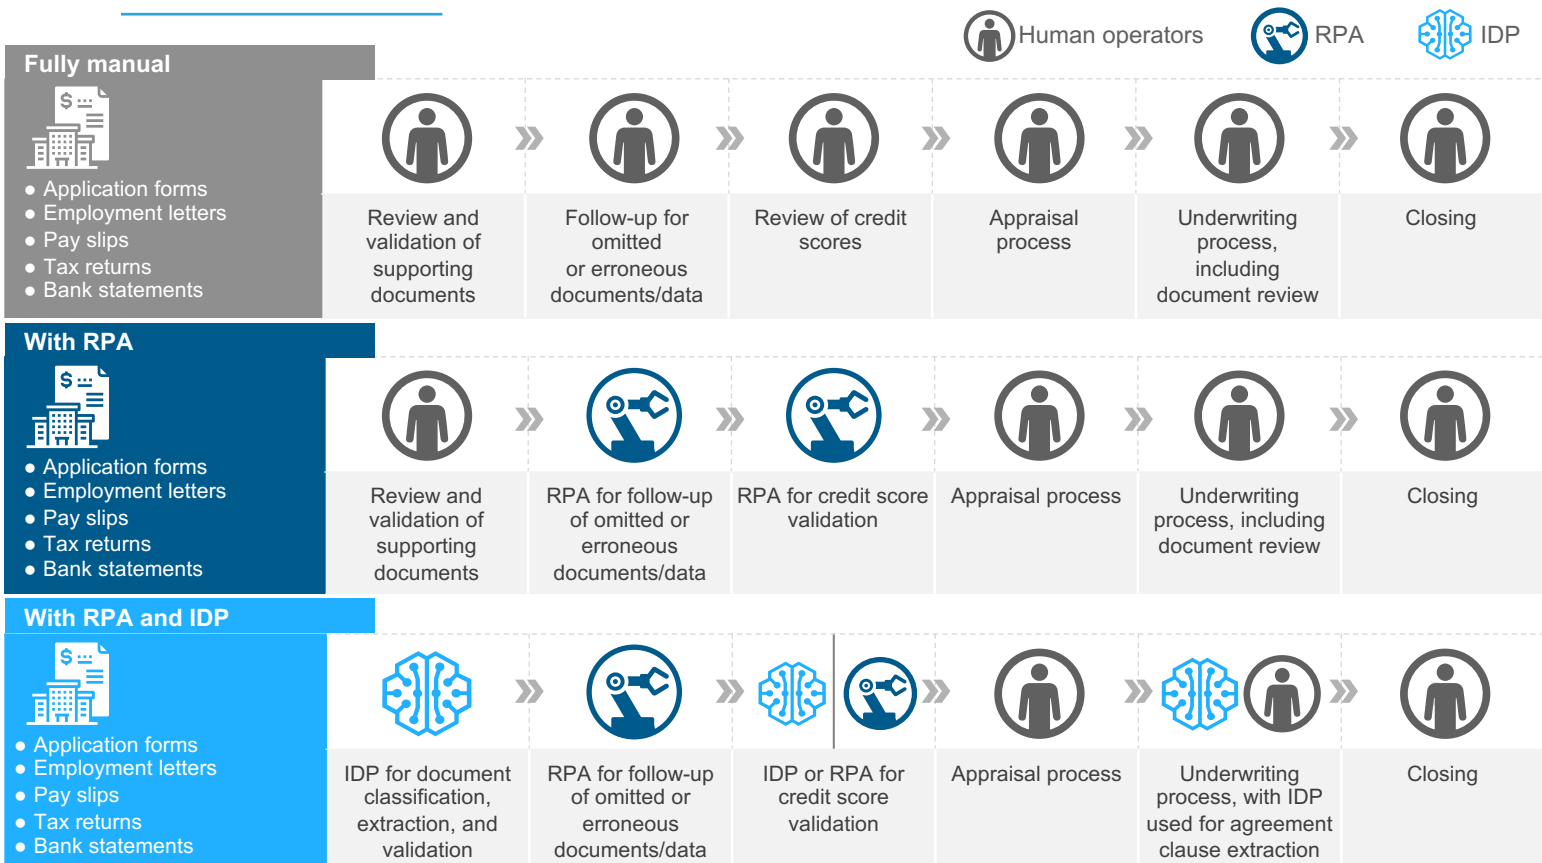 Human operators
RPA
IDP
Fully manual
$ ...
● Application forms
● Employment letters
● Pay slips
● Tax returns
● Bank statements
Review and
validation of
supporting
documents
Follow-up for
omitted
or erroneous
documents/data
Review of credit
scores
Appraisal
process
Underwriting
process,
including
document review
Closing
With RPA
$ ...
● Application forms
● Employment letters
● Pay slips
● Tax returns
● Bank statements
Review and
validation of
supporting
documents
RPA for follow-up
of omitted or
erroneous
documents/data
RPA for credit score
validation
Appraisal process
Underwriting
process, including
document review
Closing
With RPA and IDP
$ ...
● Application forms
● Employment letters
● Pay slips
● Tax returns
● Bank statements
IDP for document
classification,
extraction, and
validation
RPA for follow-up
of omitted or
erroneous
documents/data
IDP or RPA for
credit score
validation
Appraisal process
Underwriting
process, with IDP
used for agreement
clause extraction
Closing